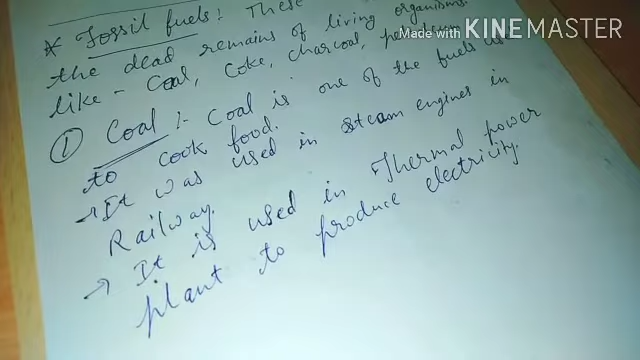 Made with KINEMASTER
* Fossil fuels: These
the dead remains of living organisms.
like - Coal, Coke, charcoal, petroleum
① Coal :- Coal is one of the fuels use
to cook food.
→ It was used in steam engines in
Railway.
→ It is used in Thermal power
plant to produce electricity.